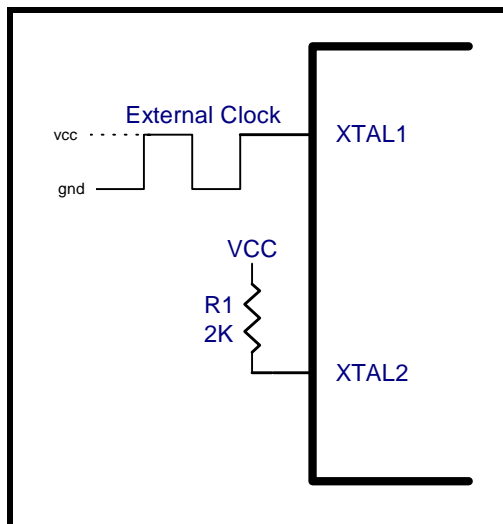 External Clock
vcc
XTAL1
gnd
VCC
R1
2K
XTAL2